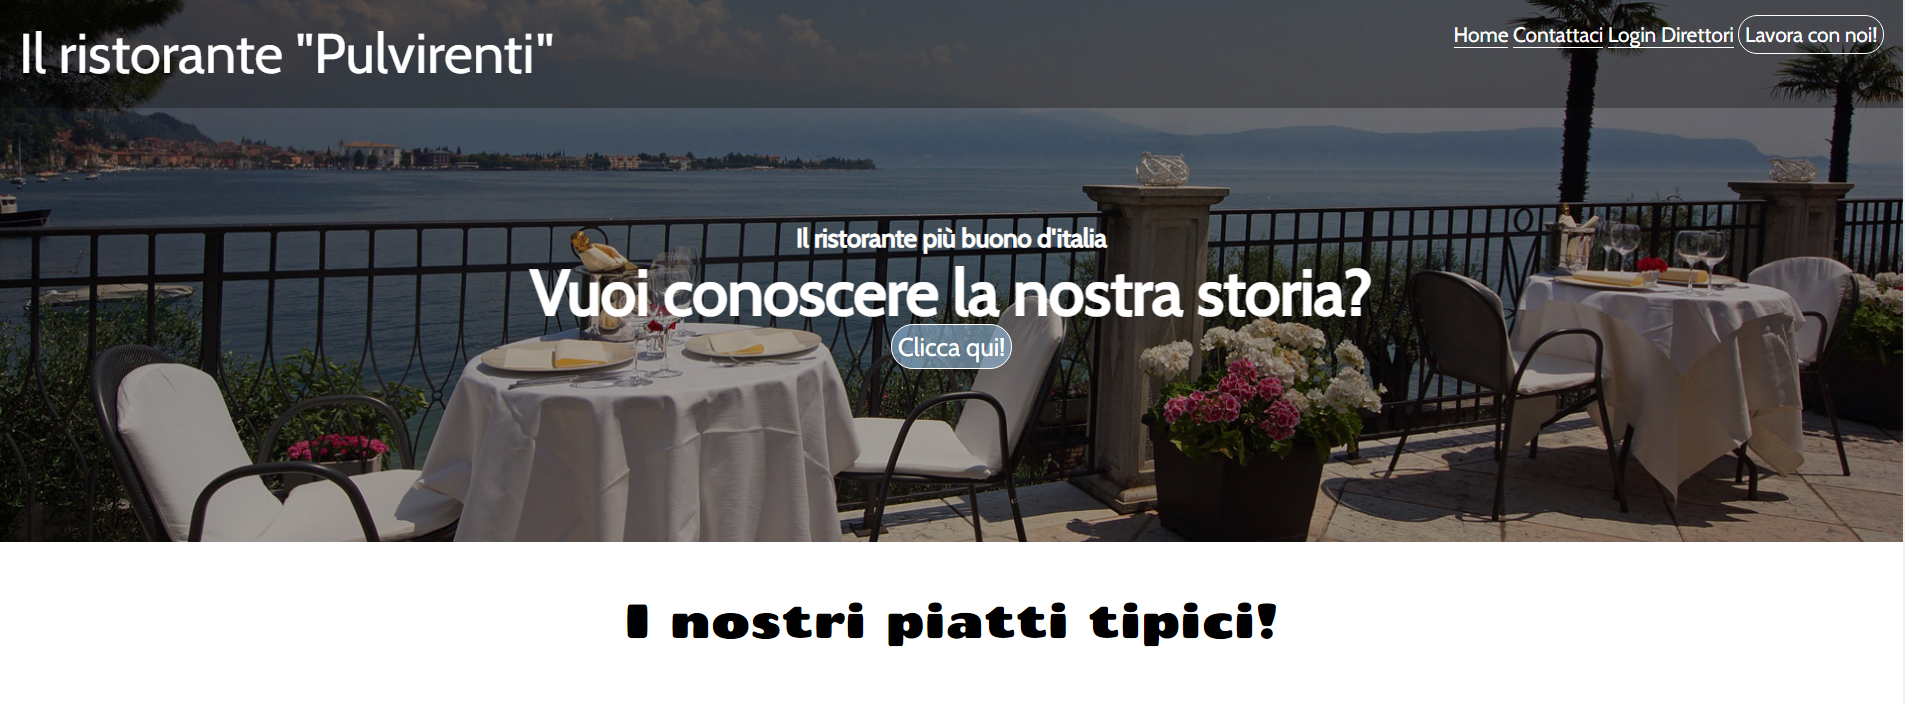 Il ristorante "Pulvirenti"
Home Contattaci Login Direttori Lavora con noi!
Il ristorante più buono d'italia
Vuoi conoscere la nostra storia?
Clicca qui!
I nostri piatti tipici!